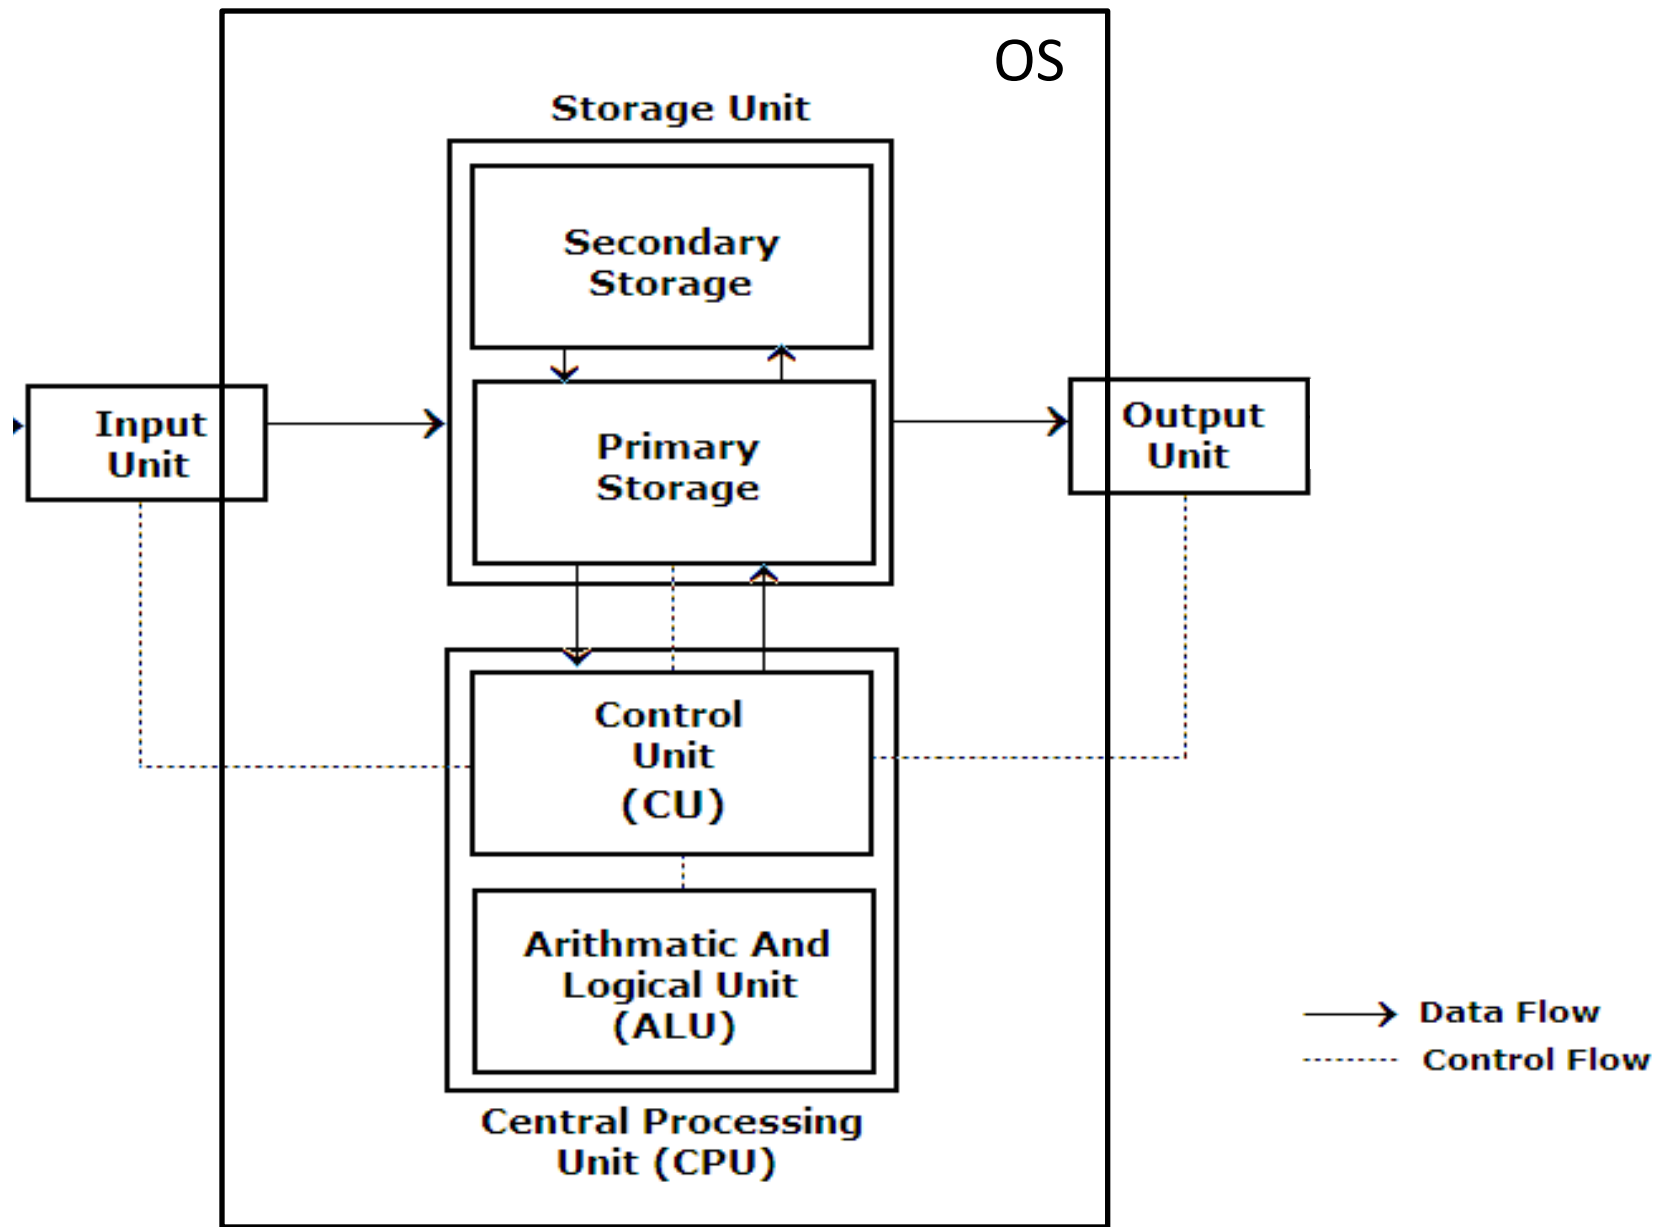 OS
Storage Unit
Secondary
Storage
Input
Unit
Primary
Storage
Output
Unit
Control
Unit
(CU)
Arithmatic And
Logical Unit
(ALU)
Central Processing
Unit (CPU)
Data Flow
Control Flow